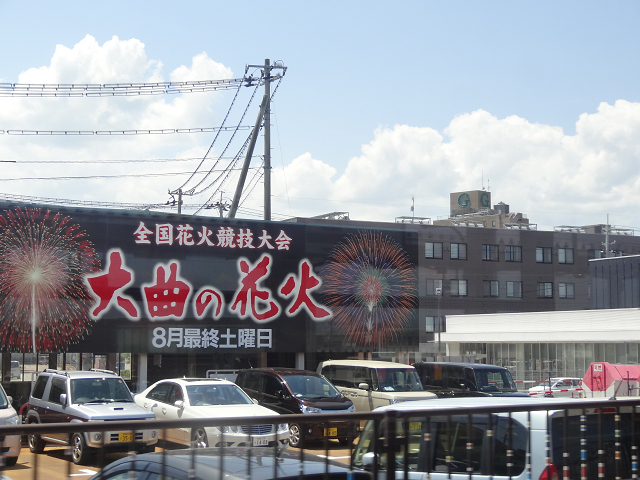 全国花火競技大会
大曲の花火
8月最終土曜日
G